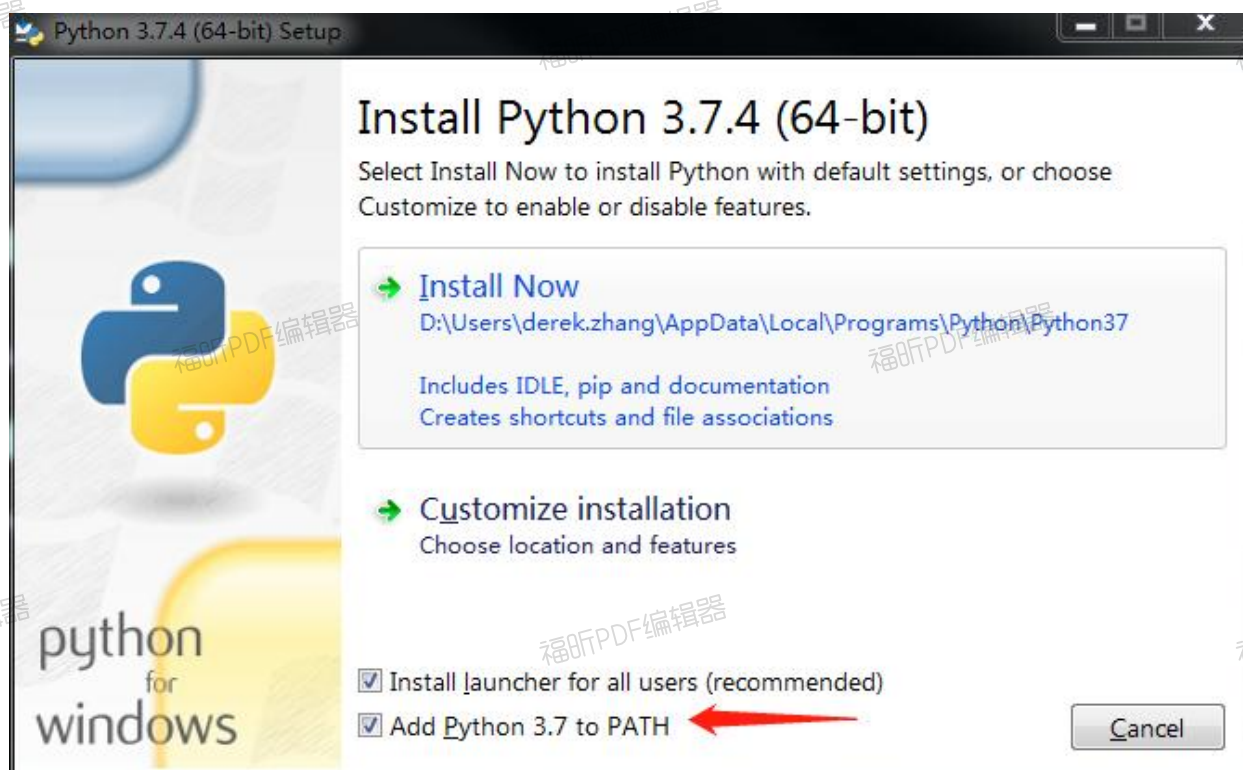 Python 3.7.4 (64-bit) Setup
Install Python 3.7.4 (64-bit)
Select Install Now to install Python with default settings, or choose
Customize to enable or disable features.
Install Now
D:\Users\derek.zhang\AppData\Local\Programs\Python\Python37
Includes IDLE, pip and documentation
Creates shortcuts and file associations
Customize installation
Choose location and features
python
for
windows
Install launcher for all users (recommended)
Add Python 3.7 to PATH
Cancel
福昕PDF编辑器
福昕PDF编辑器
福昕PDF编辑器